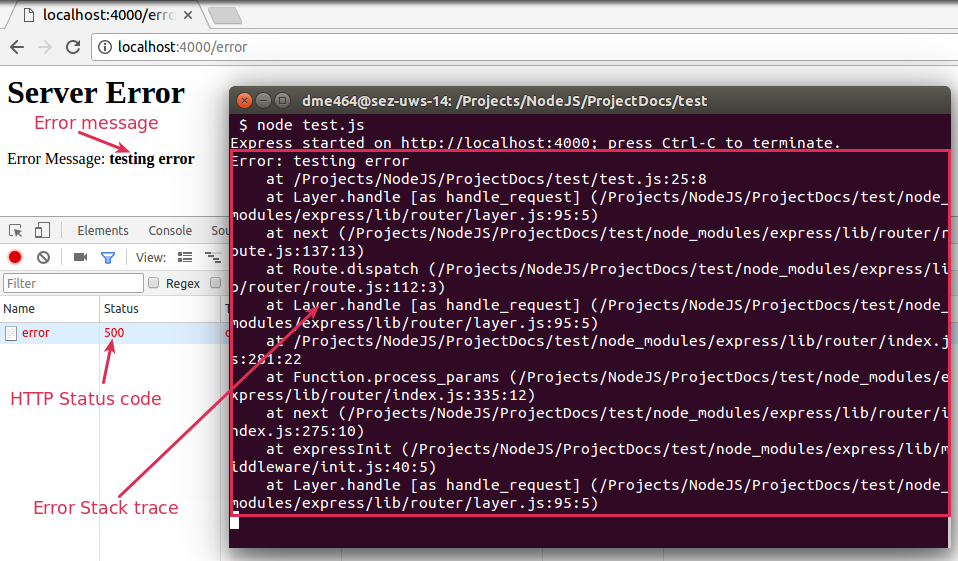 localhost:4000/erro
localhost:4000/error
Server Error
Error message
Error Message: testing error
Elements Console Sou
View:
Filter
Regex
Name Status
error 500
HTTP Status code
Error Stack trace
dme464@sez-uws-14: /Projects/NodeJS/ProjectDocs/test
$ node test.js
Express started on http://localhost:4000; press Ctrl-C to terminate.
Error: testing error
at /Projects/NodeJS/ProjectDocs/test/test.js:25:8
at Layer.handle [as handle_request] (/Projects/NodeJS/ProjectDocs/test/node_
modules/express/lib/router/layer.js:95:5)
at next (/Projects/NodeJS/ProjectDocs/test/node_modules/express/lib/router/r
oute.js:137:13)
at Route.dispatch (/Projects/NodeJS/ProjectDocs/test/node_modules/express/li
b/router/route.js:112:3)
at Layer.handle [as handle_request] (/Projects/NodeJS/ProjectDocs/test/node_
modules/express/lib/router/layer.js:95:5)
at /Projects/NodeJS/ProjectDocs/test/node_modules/express/lib/router/index.j
s:281:22
at Function.process_params (/Projects/NodeJS/ProjectDocs/test/node_modules/e
xpress/lib/router/index.js:335:12)
at next (/Projects/NodeJS/ProjectDocs/test/node_modules/express/lib/router/i
ndex.js:275:10)
at expressInit (/Projects/NodeJS/ProjectDocs/test/node_modules/express/lib/m
iddleware/init.js:40:5)
at Layer.handle [as handle_request] (/Projects/NodeJS/ProjectDocs/test/node_
modules/express/lib/router/layer.js:95:5)